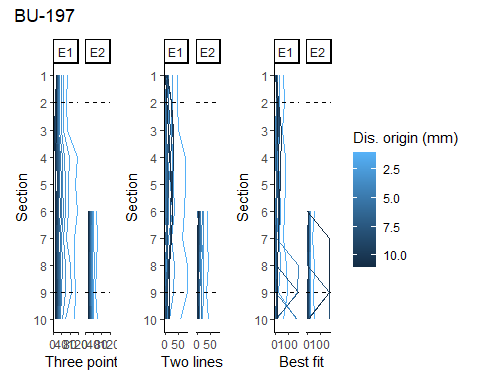 BU-197
E1 E2 E1 E2 E1 E2
1 1 1
2 2 2
3 3 3
4 4 4
5 5 5
6 6 6
7 7 7
8 8 8
9 9 9
10 10 10
Section Section Section
0 50 0 50
0100 0100
Three point Two lines Best fit
Dis. origin (mm)
2.5
5.0
7.5
10.0